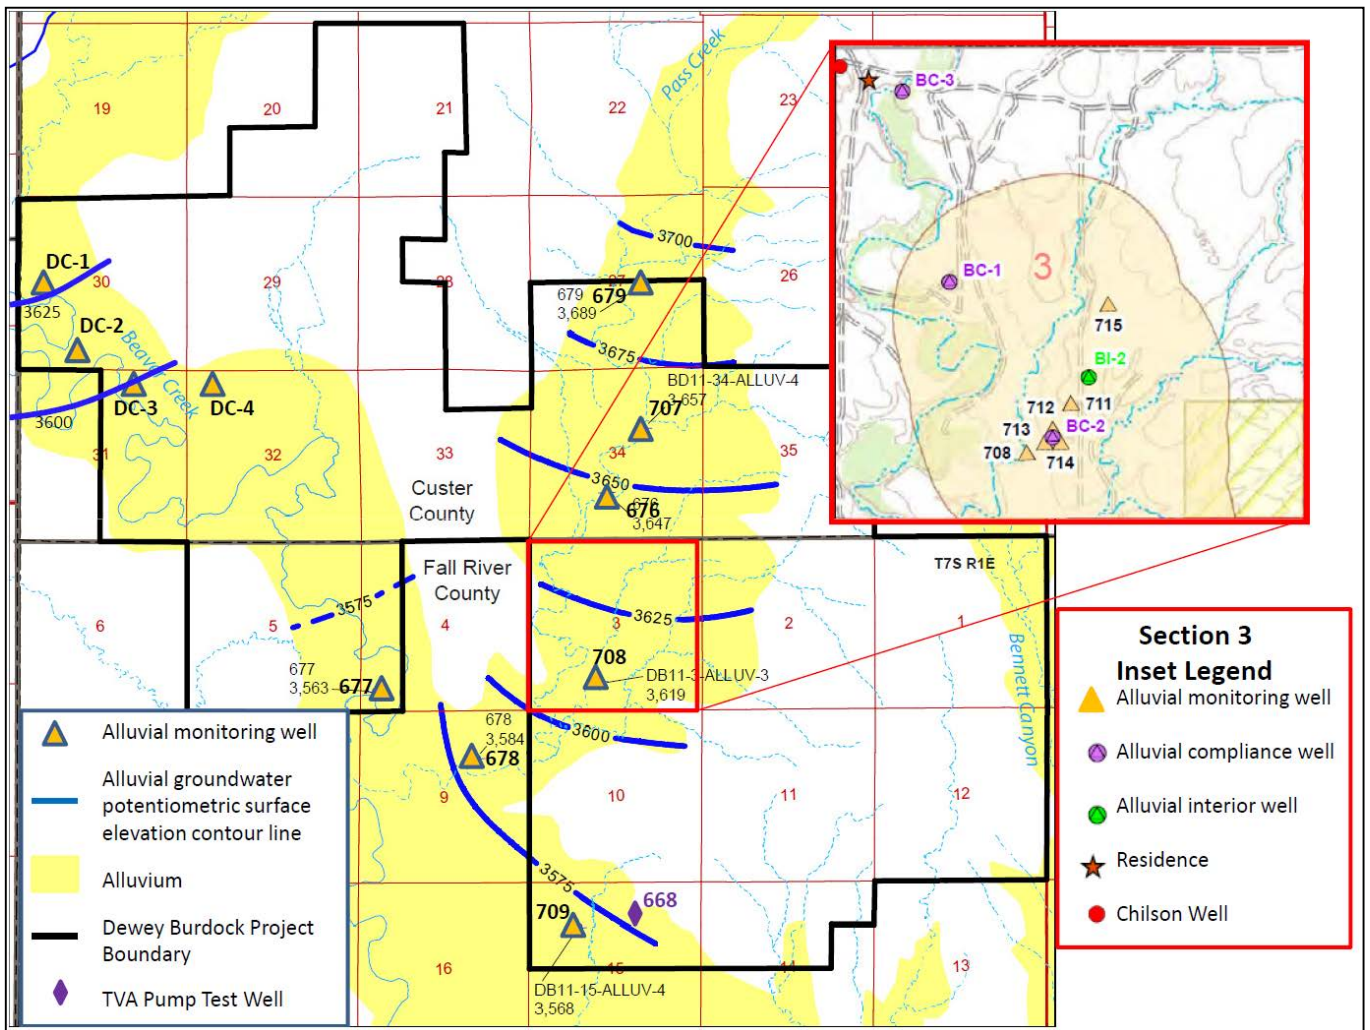 19
20
21
22
23
Pass Creek
3700
DC-1
30
3625
DC-2
Beaver Creek
29
28
27
26
679
3,689
679
3675
BD11-34-ALLUV-4
3,657
707
DC-3
DC-4
3600
31
32
33
34
35
3650
676
676
3,647
Custer
County
Fall River
County
T7S R1E
6
5
4
3
2
1
3575
3625
708
DB11-3-ALLUV-3
3,619
677
3,563
677
Bennett Canyon
678
3,584
678
3600
9
10
11
12
3575
668
709
DB11-15-ALLUV-4
3,568
16
15
14
13
BC-3
BC-1
3
715
BI-2
712
711
713
BC-2
708
714
Alluvial monitoring well
Alluvial groundwater
potentiometric surface
elevation contour line
Alluvium
Dewey Burdock Project
Boundary
TVA Pump Test Well
Section 3
Inset Legend
Alluvial monitoring well
Alluvial compliance well
Alluvial interior well
Residence
Chilson Well